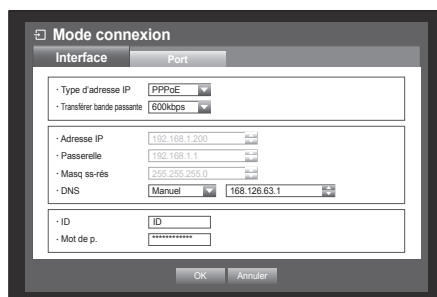 Mode connexion
Interface Port
· Type d'adresse IP PPPoE
· Transférer bande passante 600kbps
· Adresse IP 192.168.1.200
· Passerelle 192.168.1.1
· Masq ss-rés 255.255.255.0
· DNS Manuel 168.126.63.1
· ID ID
· Mot de p. ************
OK Annuler